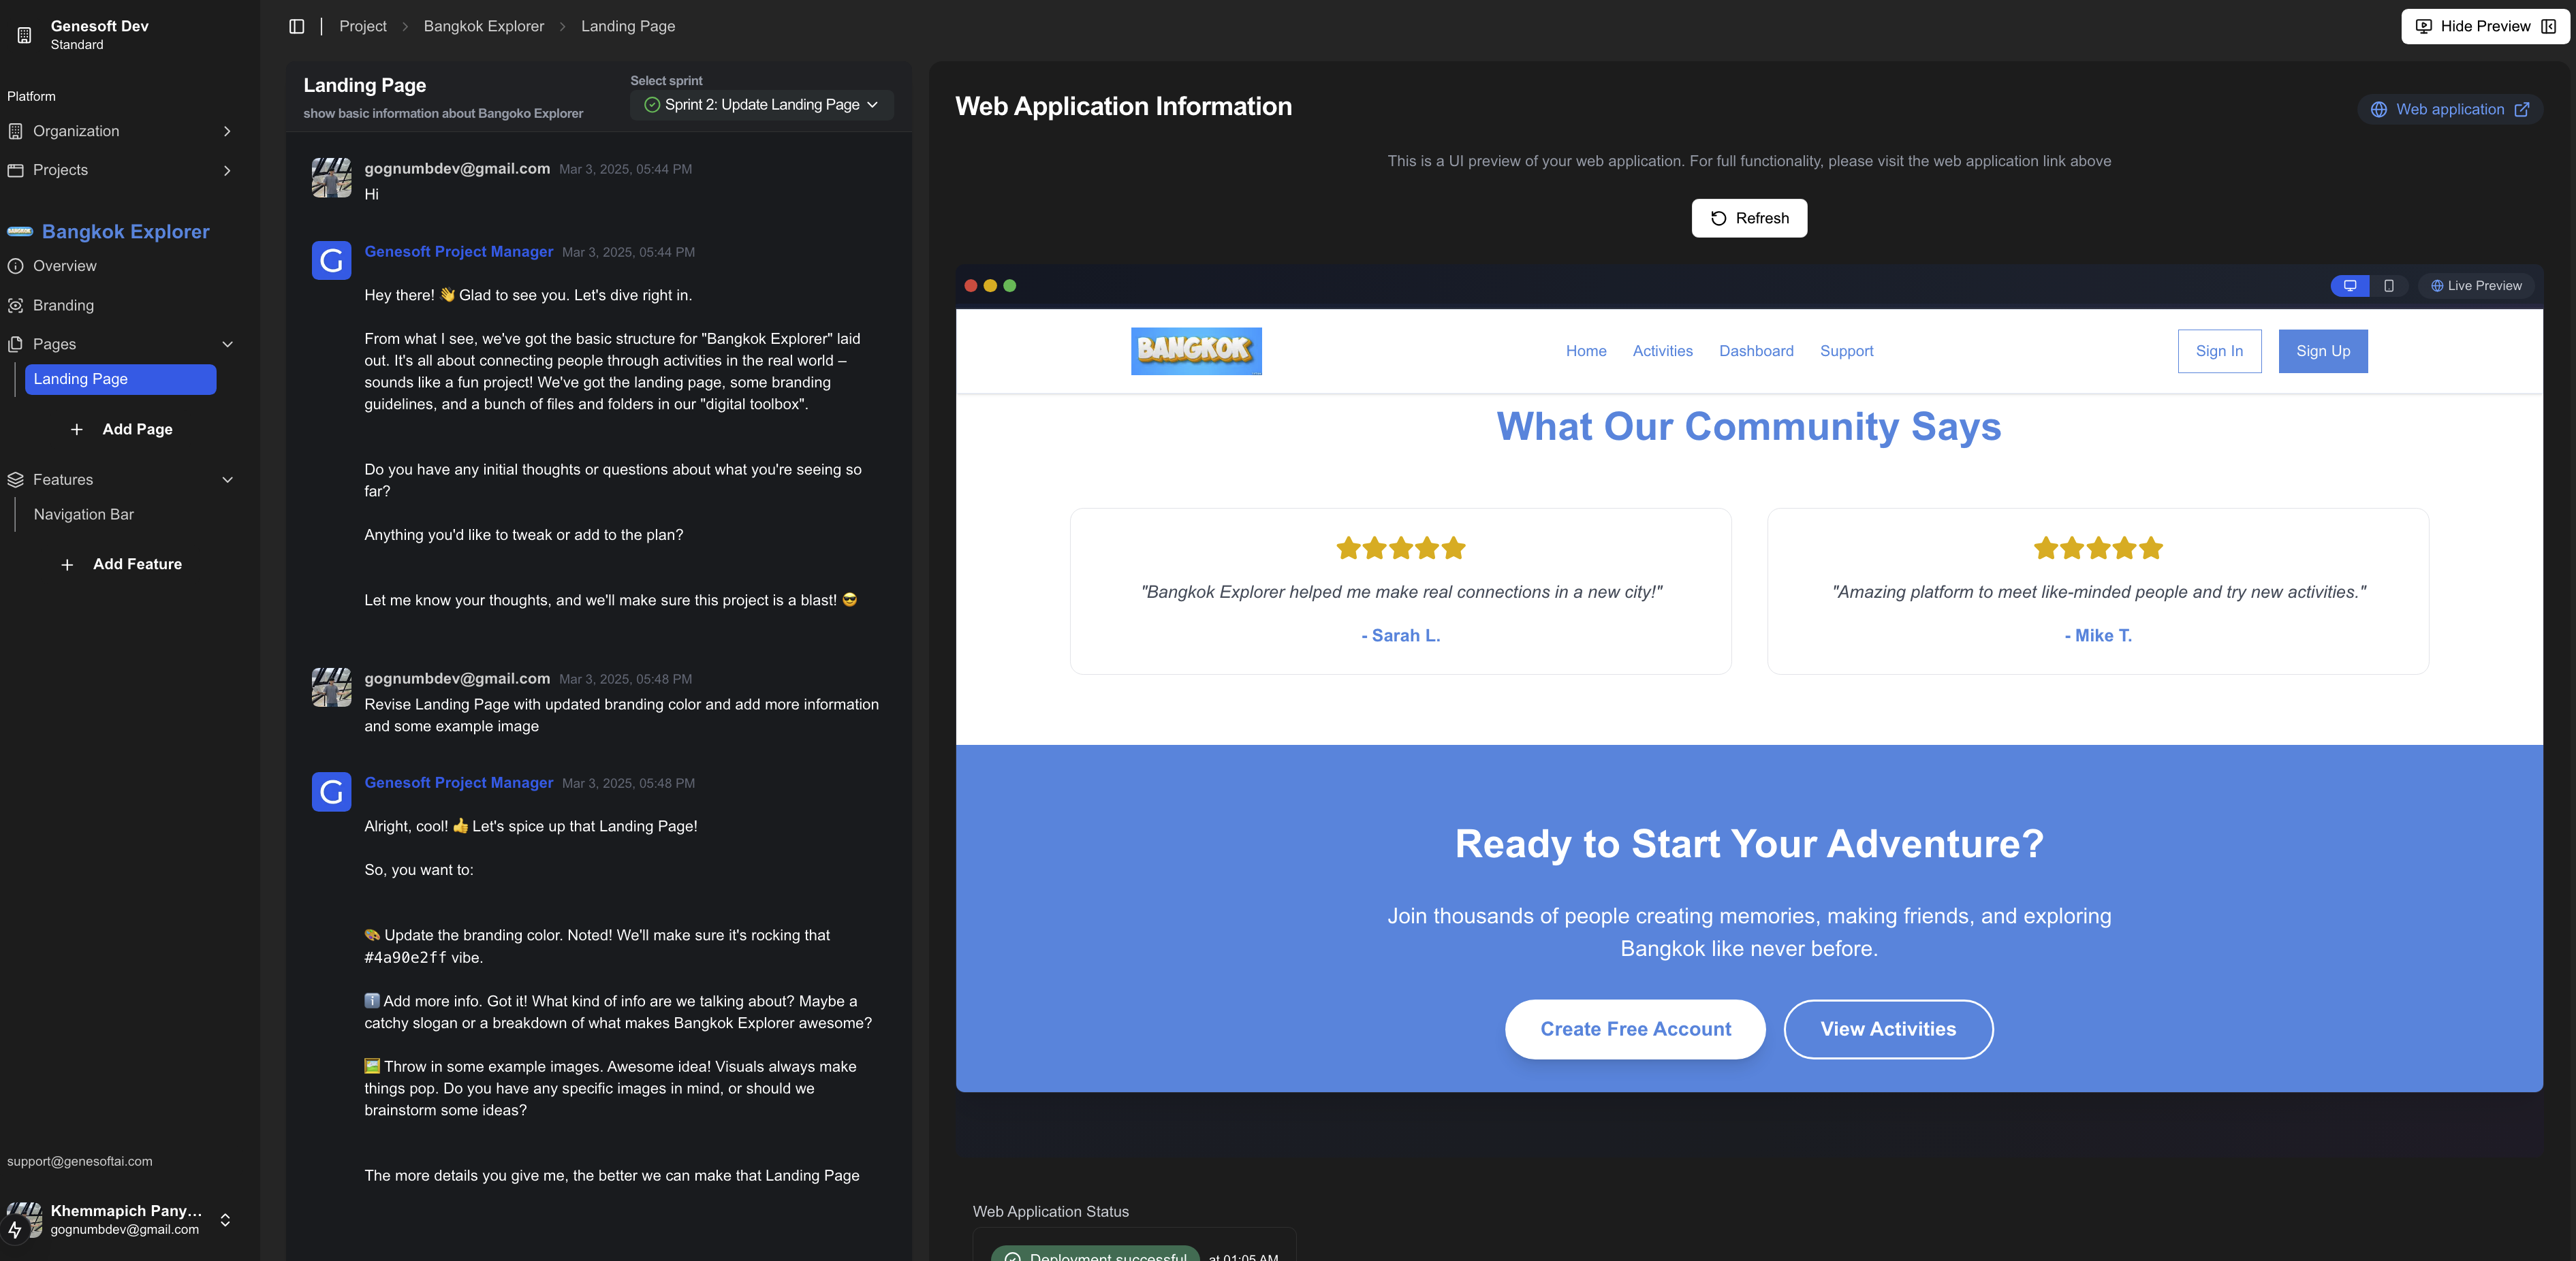 Genesoft Dev
Standard
Platform
Organization
Projects
Bangkok Explorer
Overview
Branding
Pages
Landing Page
Add Page
Features
Navigation Bar
Add Feature
support@genesoftai.com
Khemmapich Pany...
gognumbdev@gmail.com
Project
Bangkok Explorer
Landing Page
Hide Preview
Landing Page
show basic information about Bangoko Explorer
Select sprint
Sprint 2: Update Landing Page
gognumbdev@gmail.com Mar 3, 2025, 05:44 PM
Hi
G
Genesoft Project Manager Mar 3, 2025, 05:44 PM
Hey there! 👋 Glad to see you. Let's dive right in.
From what I see, we've got the basic structure for "Bangkok Explorer" laid
out. It's all about connecting people through activities in the real world –
sounds like a fun project! We've got the landing page, some branding
guidelines, and a bunch of files and folders in our "digital toolbox".
Do you have any initial thoughts or questions about what you're seeing so
far?
Anything you'd like to tweak or add to the plan?
Let me know your thoughts, and we'll make sure this project is a blast! 😎
gognumbdev@gmail.com Mar 3, 2025, 05:48 PM
Revise Landing Page with updated branding color and add more information
and some example image
G
Genesoft Project Manager Mar 3, 2025, 05:48 PM
Alright, cool! 👍 Let's spice up that Landing Page!
So, you want to:
🎨 Update the branding color. Noted! We'll make sure it's rocking that
#4a90e2ff vibe.
ℹ️ Add more info. Got it! What kind of info are we talking about? Maybe a
catchy slogan or a breakdown of what makes Bangkok Explorer awesome?
🖼️ Throw in some example images. Awesome idea! Visuals always make
things pop. Do you have any specific images in mind, or should we
brainstorm some ideas?
The more details you give me, the better we can make that Landing Page
Web Application Information
Web application
This is a UI preview of your web application. For full functionality, please visit the web application link above
Refresh
Live Preview
BANGKOK
Home
Activities
Dashboard
Support
Sign In
Sign Up
What Our Community Says
"Bangkok Explorer helped me make real connections in a new city!"
- Sarah L.
"Amazing platform to meet like-minded people and try new activities."
- Mike T.
Ready to Start Your Adventure?
Join thousands of people creating memories, making friends, and exploring
Bangkok like never before.
Create Free Account
View Activities
Web Application Status
Deployment successful at 01:05 AM